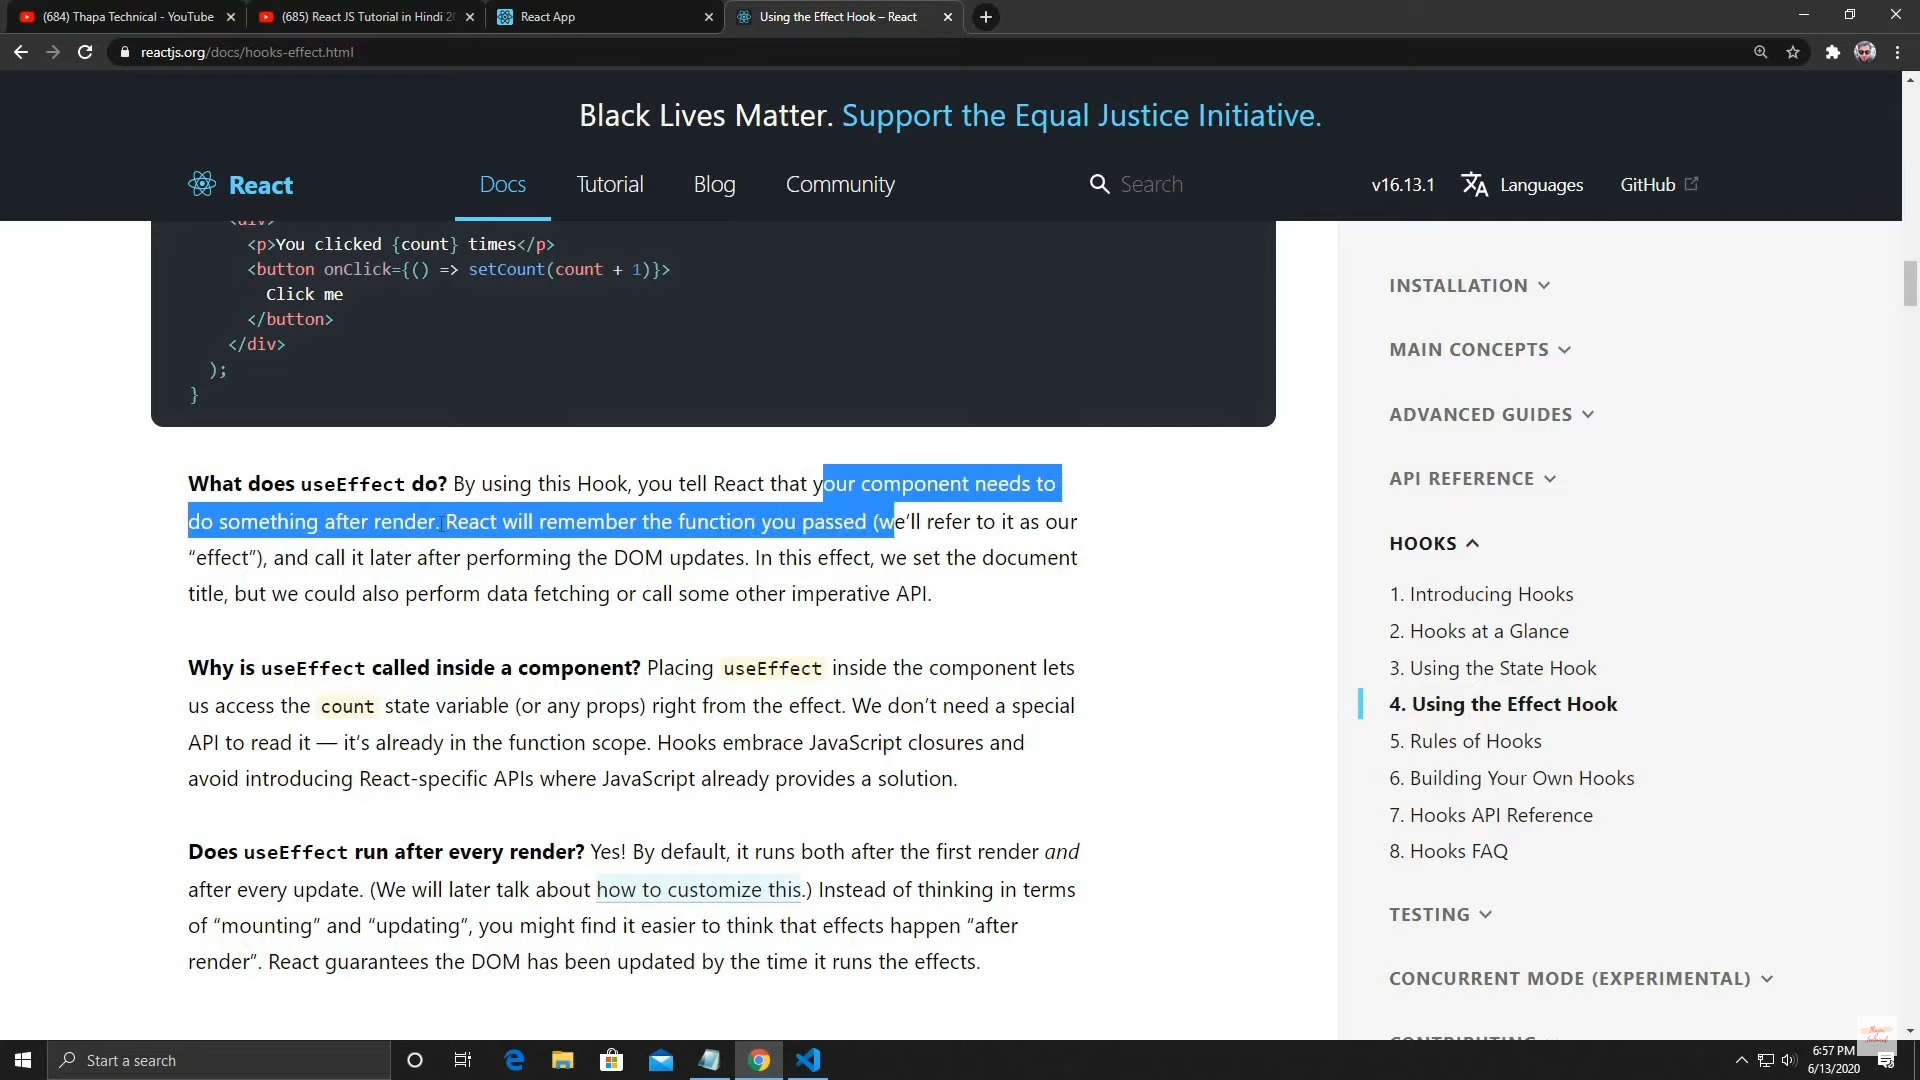 (684) Thapa Technical - YouTube
(685) React JS Tutorial in Hindi 20
React App
Using the Effect Hook – React
reactjs.org/docs/hooks-effect.html
Black Lives Matter. Support the Equal Justice Initiative.
React
Docs
Tutorial
Blog
Community
Search
v16.13.1
Languages
GitHub
<div>
<p>You clicked {count} times</p>
<button onClick={() => setCount(count + 1)}>
Click me
</button>
</div>
);
}
What does useEffect do? By using this Hook, you tell React that your component needs to
do something after render. React will remember the function you passed (we’ll refer to it as our
“effect”), and call it later after performing the DOM updates. In this effect, we set the document
title, but we could also perform data fetching or call some other imperative API.
Why is useEffect called inside a component? Placing useEffect inside the component lets
us access the count state variable (or any props) right from the effect. We don’t need a special
API to read it — it’s already in the function scope. Hooks embrace JavaScript closures and
avoid introducing React-specific APIs where JavaScript already provides a solution.
Does useEffect run after every render? Yes! By default, it runs both after the first render and
after every update. (We will later talk about how to customize this.) Instead of thinking in terms
of “mounting” and “updating”, you might find it easier to think that effects happen “after
render”. React guarantees the DOM has been updated by the time it runs the effects.
INSTALLATION
MAIN CONCEPTS
ADVANCED GUIDES
API REFERENCE
HOOKS
1. Introducing Hooks
2. Hooks at a Glance
3. Using the State Hook
4. Using the Effect Hook
5. Rules of Hooks
6. Building Your Own Hooks
7. Hooks API Reference
8. Hooks FAQ
TESTING
CONCURRENT MODE (EXPERIMENTAL)
CONTRIBUTING
Start a search
6:57 PM
6/13/2020